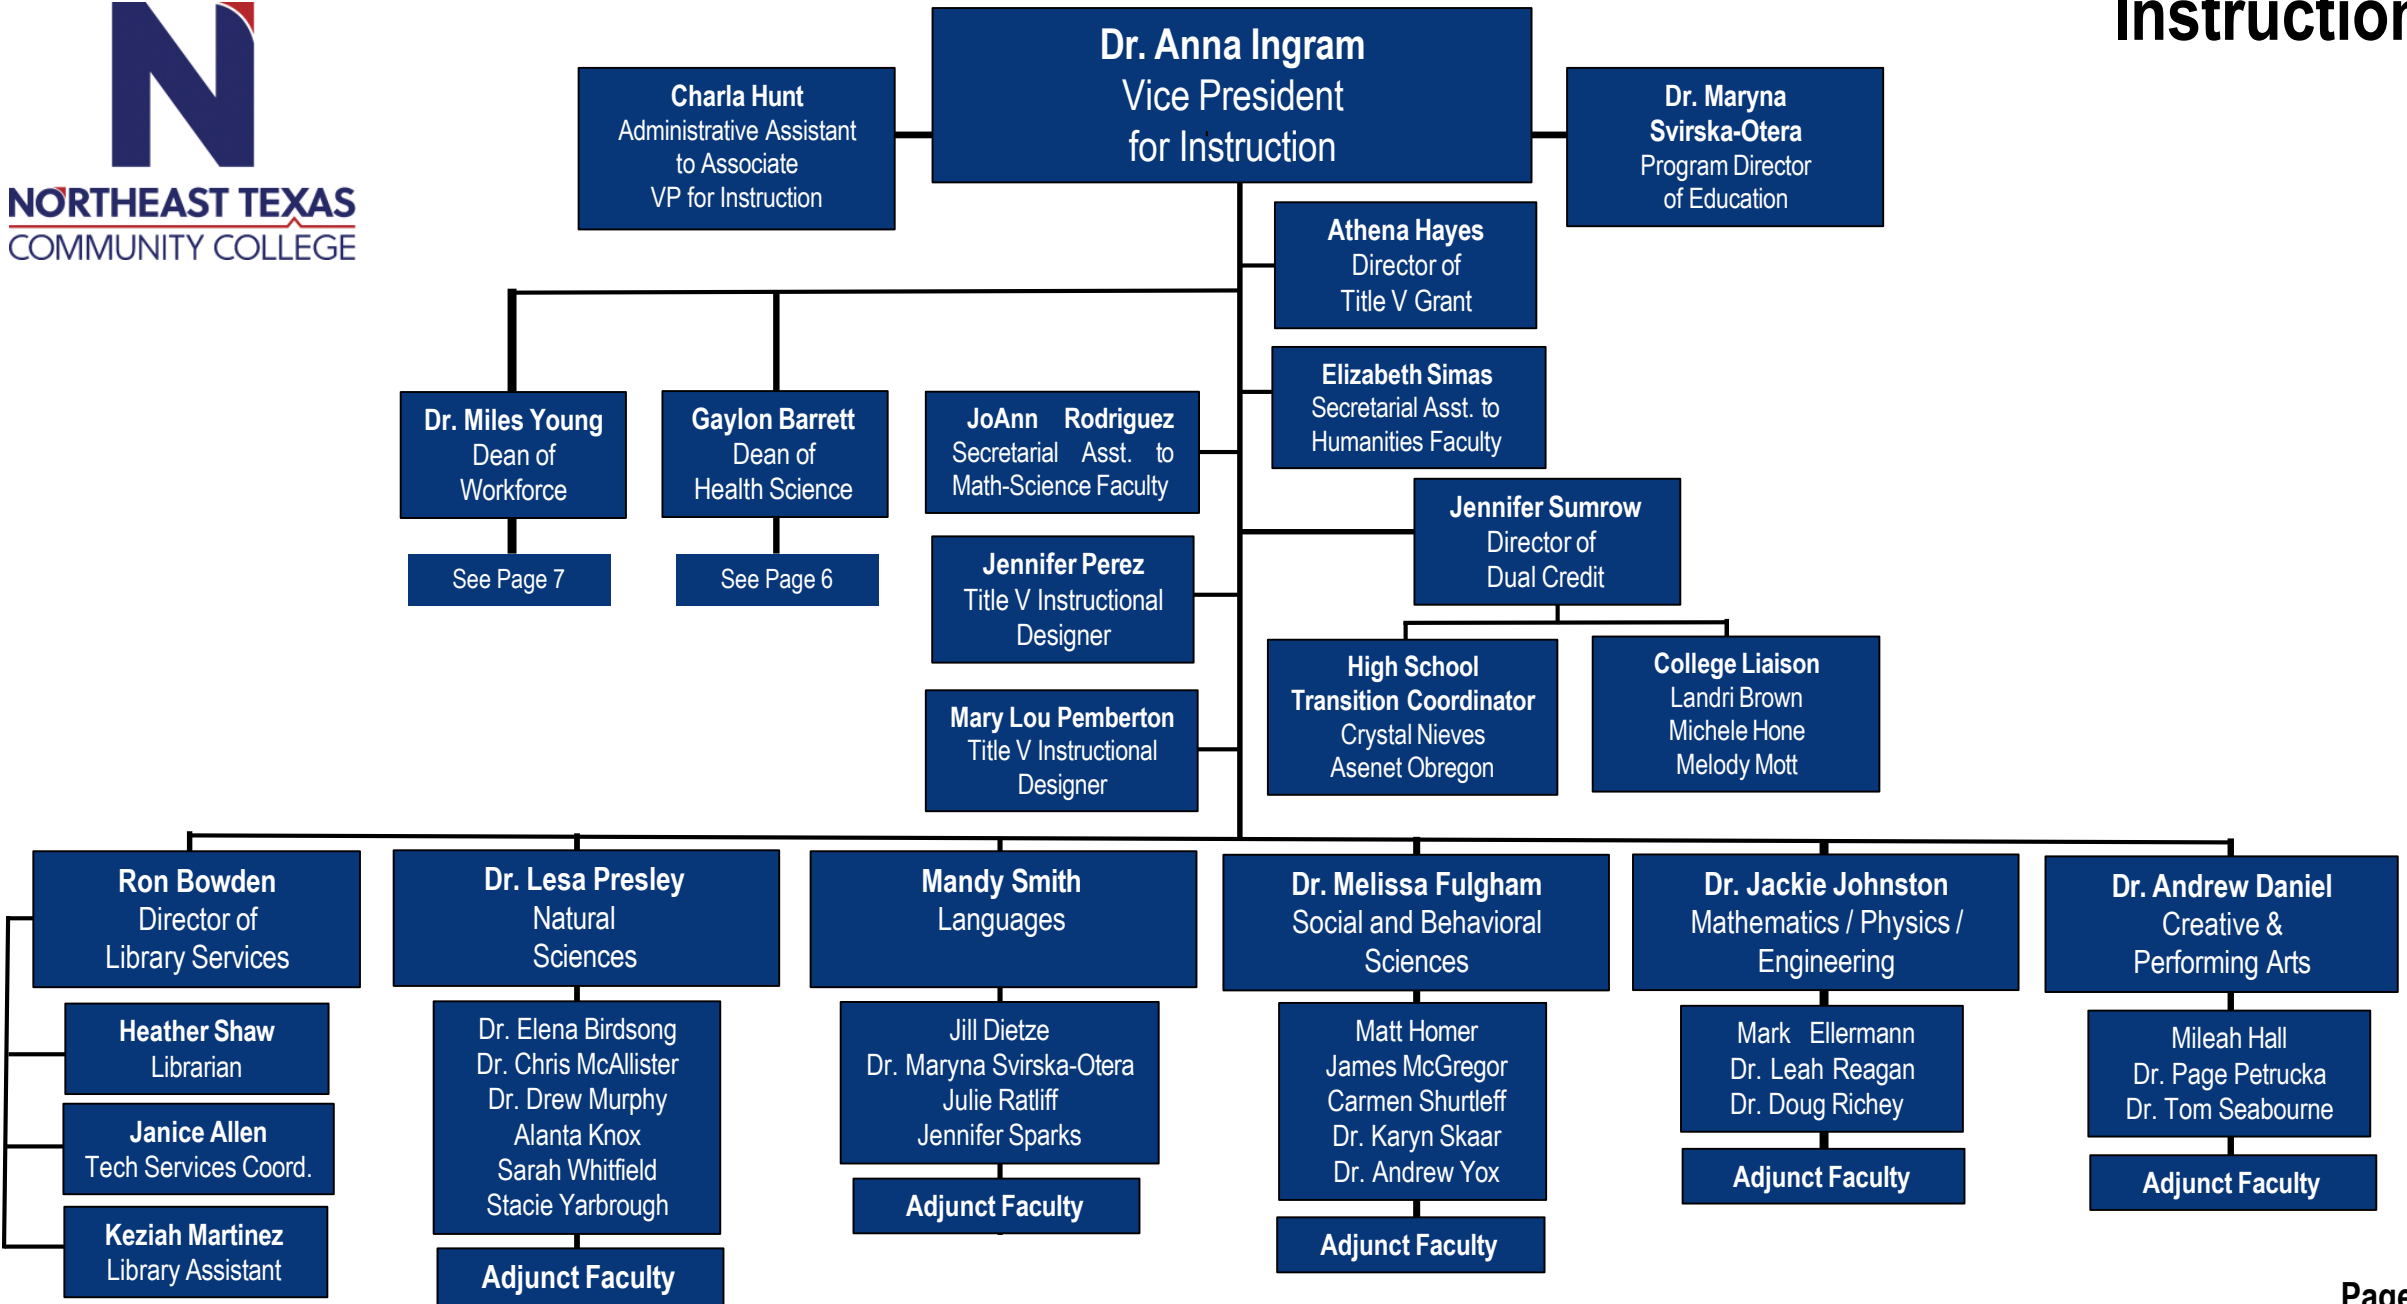 Instruction
NORTHEAST TEXAS
COMMUNITY COLLEGE
Dr. Anna Ingram
Vice President
for Instruction
Charla Hunt
Administrative Assistant
to Associate
VP for Instruction
Dr. Maryna
Svirska-Otera
Program Director
of Education
Athena Hayes
Director of
Title V Grant
Elizabeth Simas
Secretarial Asst. to
Humanities Faculty
Dr. Miles Young
Dean of
Workforce
See Page 7
Gaylon Barrett
Dean of
Health Science
See Page 6
JoAnn Rodriguez
Secretarial Asst. to
Math-Science Faculty
Jennifer Sumrow
Director of
Dual Credit
Jennifer Perez
Title V Instructional
Designer
High School
Transition Coordinator
Crystal Nieves
Asenet Obregon
College Liaison
Landri Brown
Michele Hone
Melody Mott
Mary Lou Pemberton
Title V Instructional
Designer
Ron Bowden
Director of
Library Services
Heather Shaw
Librarian
Janice Allen
Tech Services Coord.
Keziah Martinez
Library Assistant
Dr. Lesa Presley
Natural
Sciences
Dr. Elena Birdsong
Dr. Chris McAllister
Dr. Drew Murphy
Alanta Knox
Sarah Whitfield
Stacie Yarbrough
Adjunct Faculty
Mandy Smith
Languages
Jill Dietze
Dr. Maryna Svirska-Otera
Julie Ratliff
Jennifer Sparks
Adjunct Faculty
Dr. Melissa Fulgham
Social and Behavioral
Sciences
Matt Homer
James McGregor
Carmen Shurtleff
Dr. Karyn Skaar
Dr. Andrew Yox
Adjunct Faculty
Dr. Jackie Johnston
Mathematics / Physics /
Engineering
Mark Ellermann
Dr. Leah Reagan
Dr. Doug Richey
Adjunct Faculty
Dr. Andrew Daniel
Creative &
Performing Arts
Mileah Hall
Dr. Page Petrucka
Dr. Tom Seabourne
Adjunct Faculty
Page